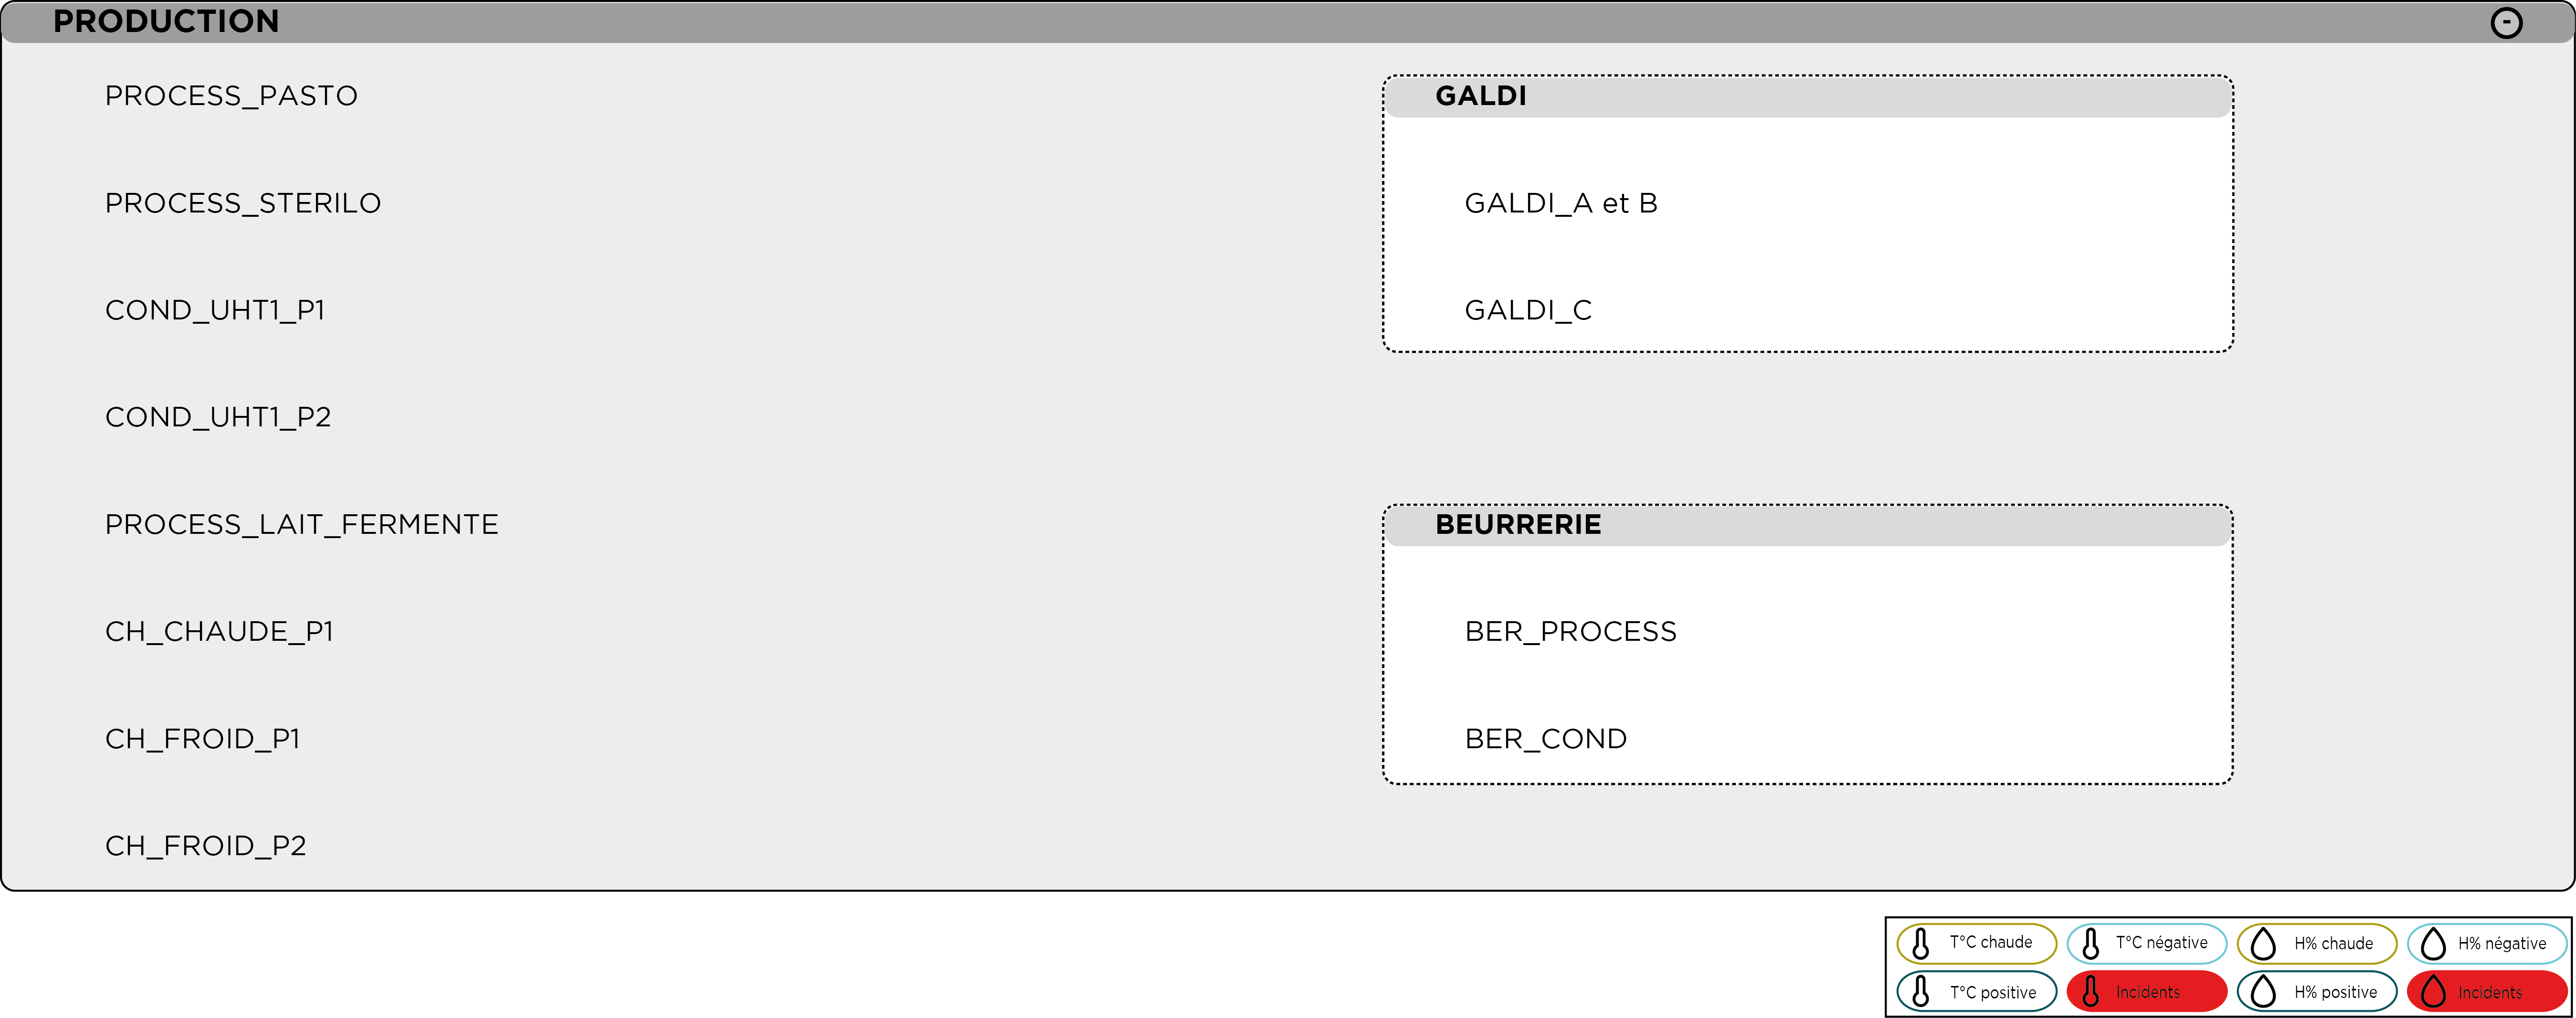 PRODUCTION
-
PROCESS_PASTO
PROCESS_STERILO
COND_UHT1_P1
COND_UHT1_P2
PROCESS_LAIT_FERMENTE
CH_CHAUDE_P1
CH_FROID_P1
CH_FROID_P2
GALDI
GALDI_A et B
GALDI_C
BEURRERIE
BER_PROCESS
BER_COND
T°C chaude
T°C négative
H% chaude
H% négative
T°C positive
Incidents
H% positive
Incidents